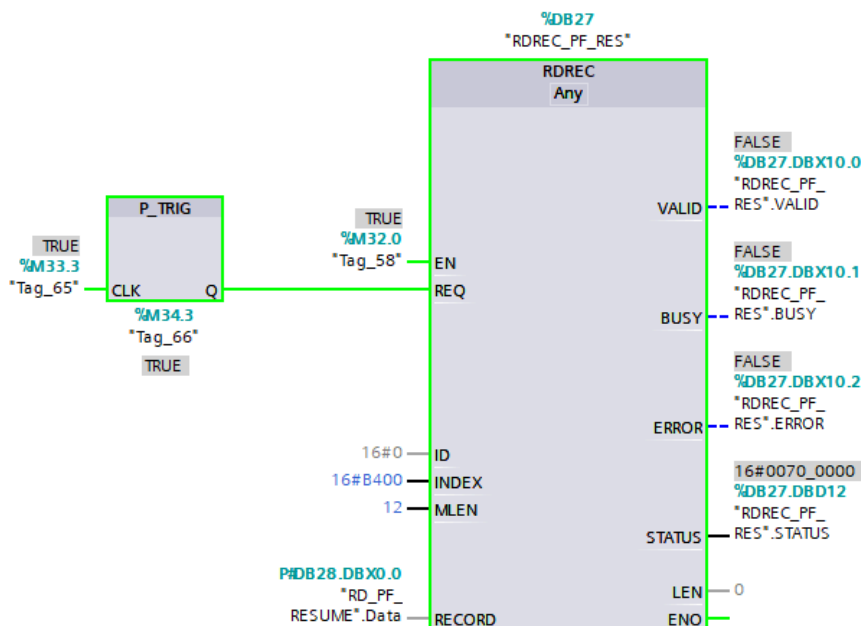 %DB27
"RDREC_PF_RES"
RDREC
Any
P_TRIG
TRUE
%M33.3
"Tag_65"
CLK
Q
%M34.3
"Tag_66"
TRUE
TRUE
%M32.0
"Tag_58"
EN
REQ
16#0
ID
16#B400
INDEX
12
MLEN
P#DB28.DBX0.0
"RD_PF_
RESUME".Data
RECORD
VALID
FALSE
%DB27.DBX10.0
"RDREC_PF_
RES".VALID
BUSY
FALSE
%DB27.DBX10.1
"RDREC_PF_
RES".BUSY
ERROR
FALSE
%DB27.DBX10.2
"RDREC_PF_
RES".ERROR
STATUS
16#0070_0000
%DB27.DBD12
"RDREC_PF_
RES".STATUS
LEN
0
ENO